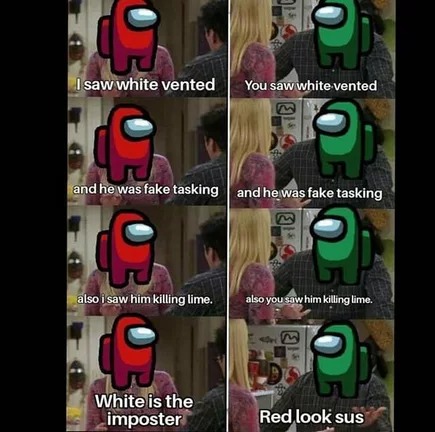 I saw white vented
You saw white vented
and he was fake tasking
and he was fake tasking
also i saw him killing lime.
also you saw him killing lime.
White is the
imposter
Red look sus